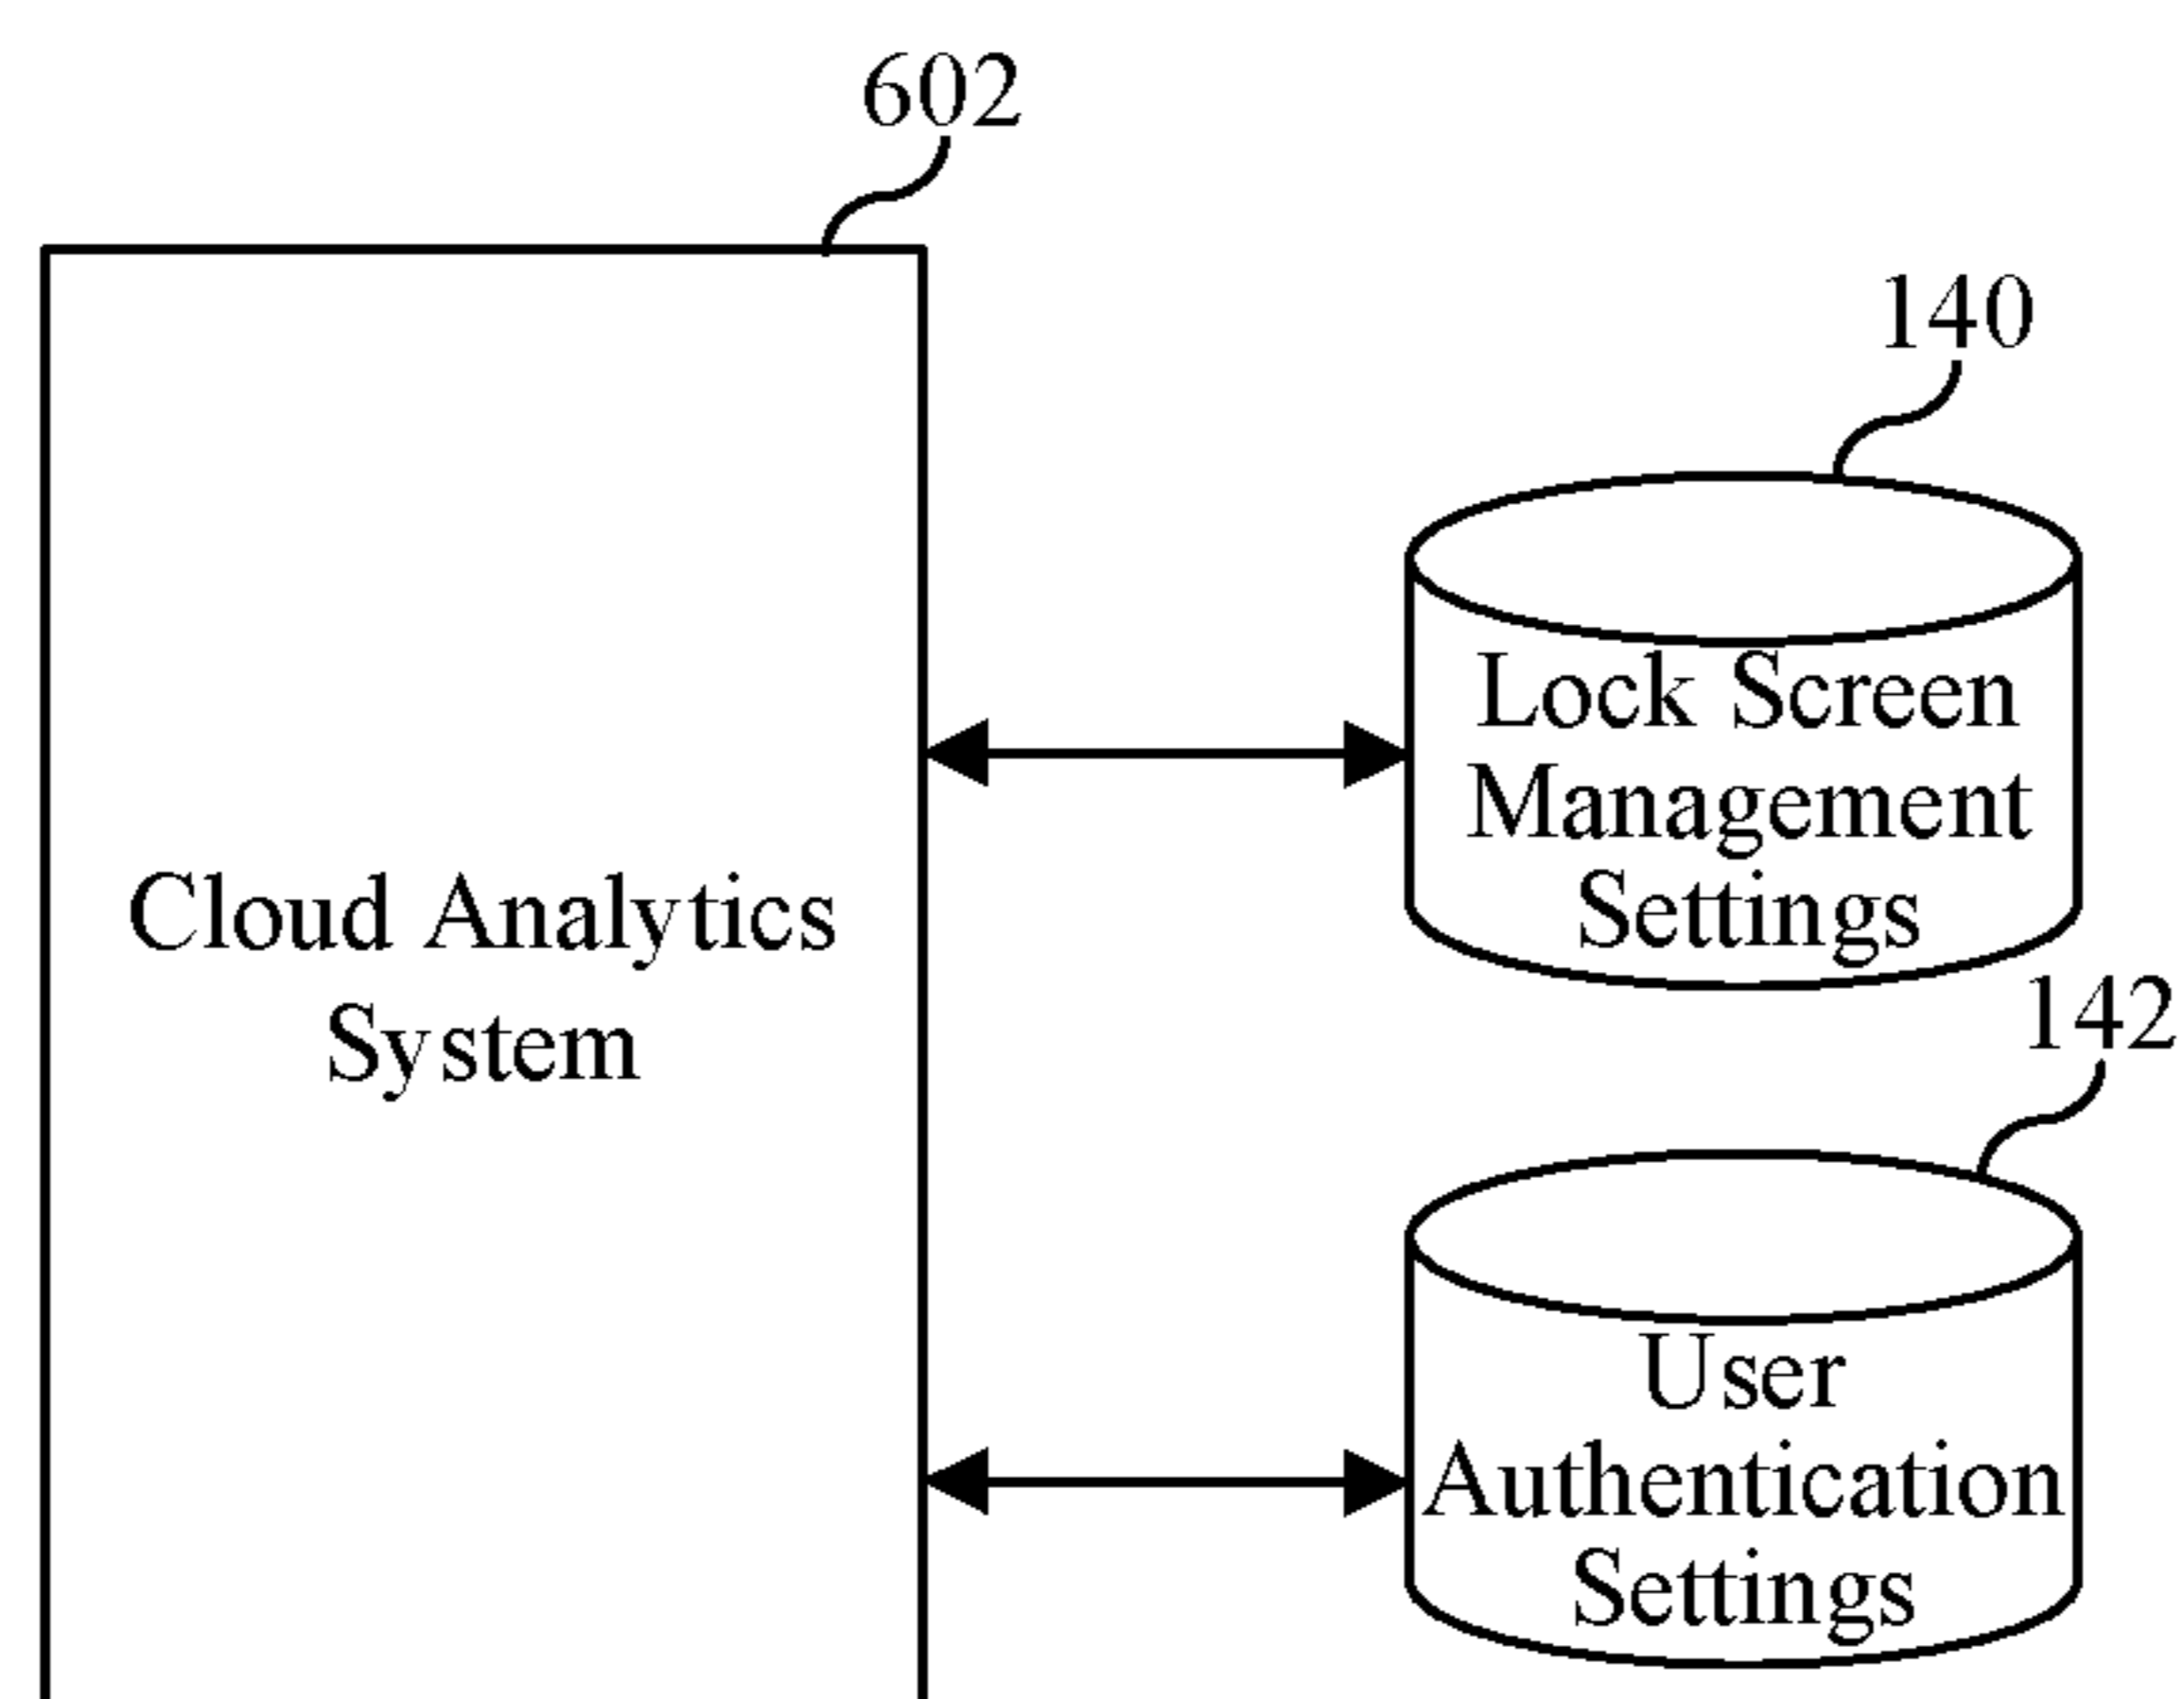 602
140
Lock Screen
Management
Settings
Cloud Analytics
System
142
User
Authentication
Settings